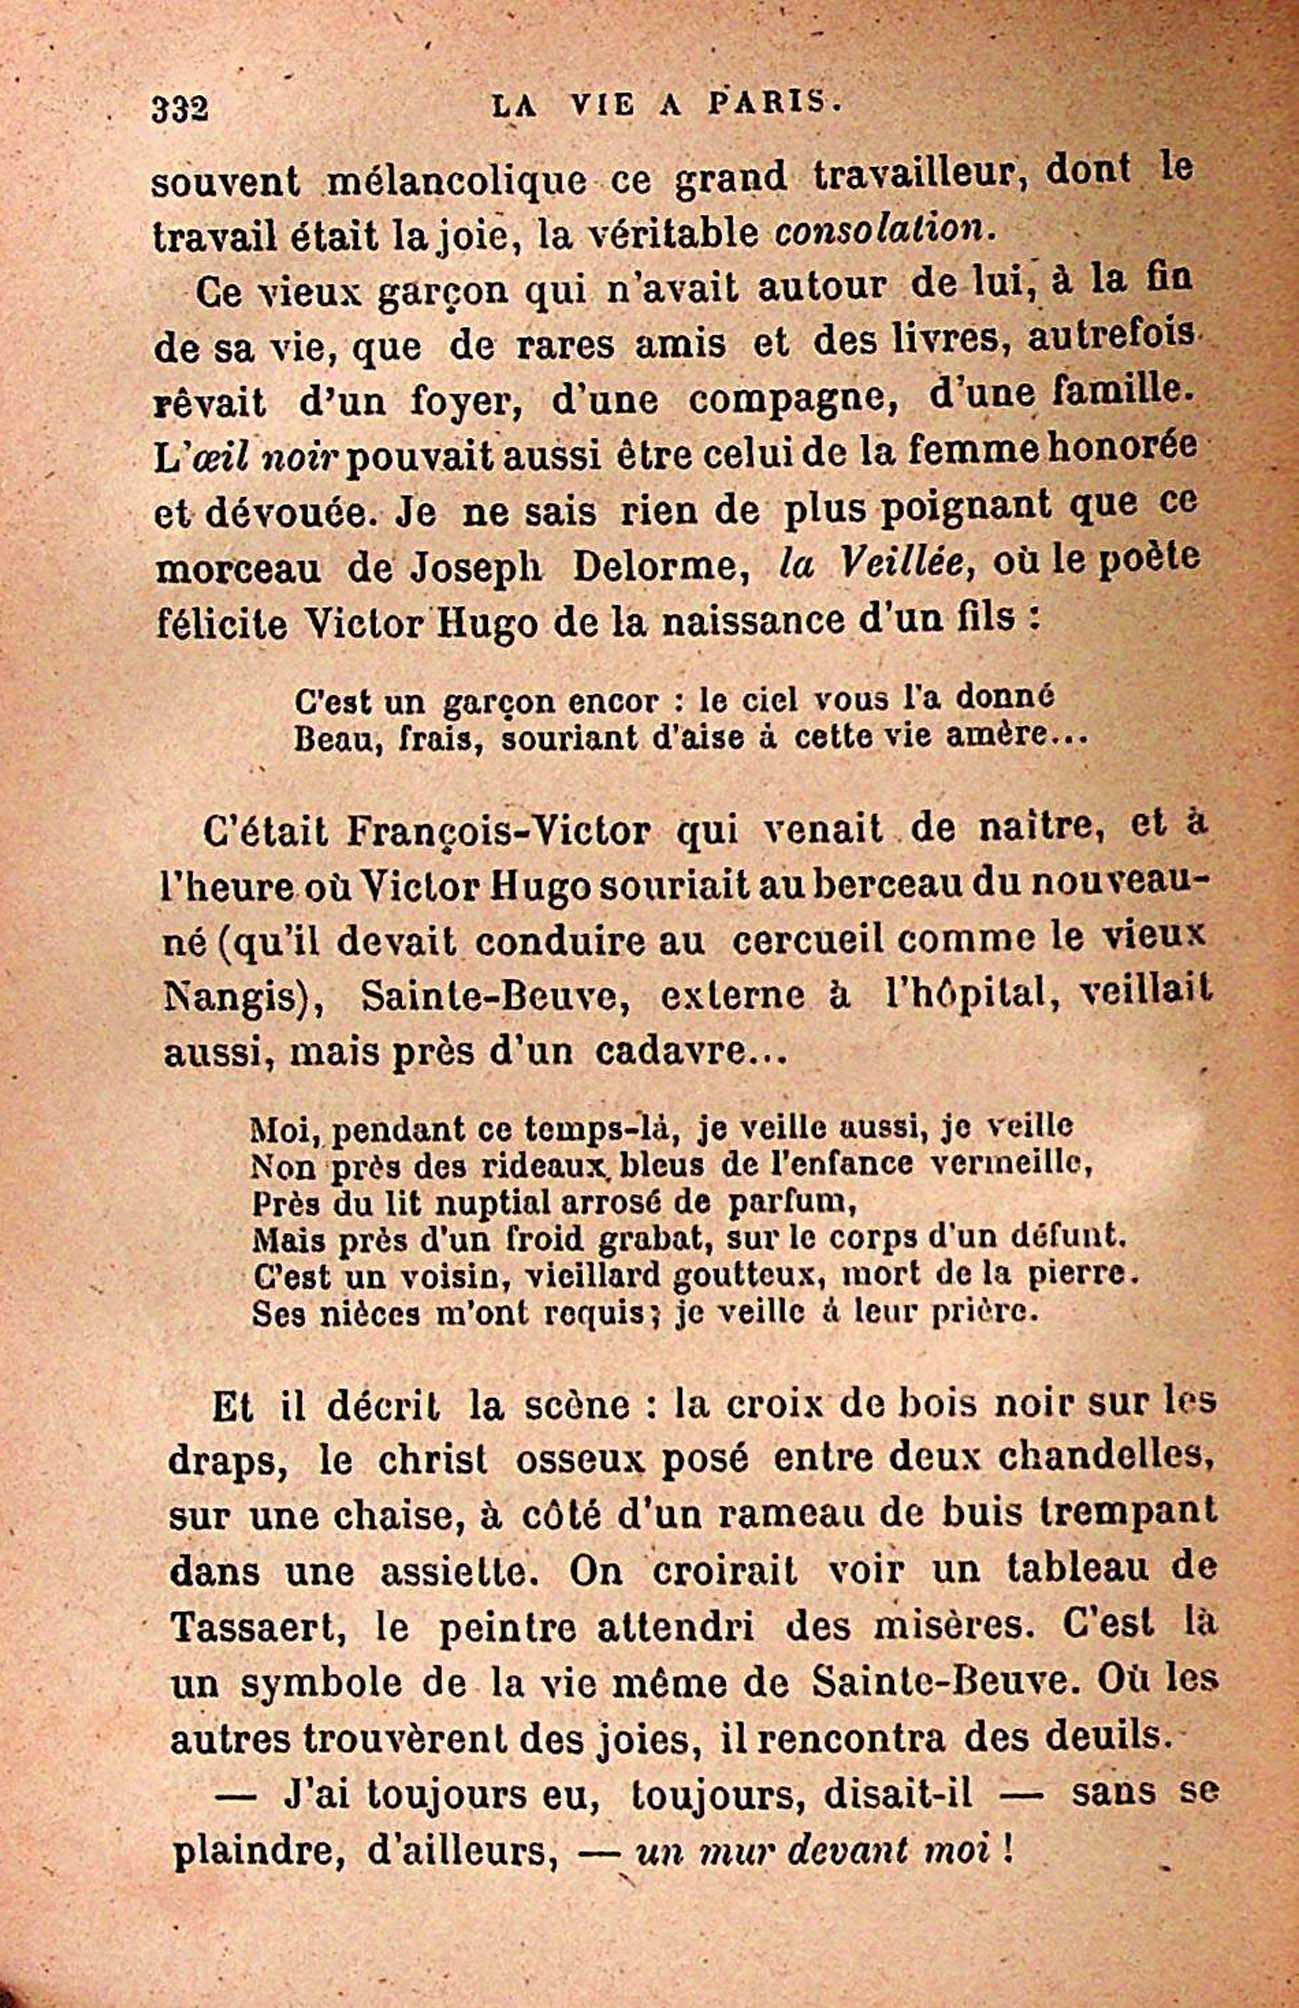 332 LA VIE A PARIS.
souvent mélancolique ce grand travailleur, dont le
travail était la joie, la véritable consolation.
Ce vieux garçon qui n'avait autour de lui, à la fin
de sa vie, que de rares amis et des livres, autrefois
rêvait d'un foyer, d'une compagne, d'une famille.
L'œil noir pouvait aussi être celui de la femme honorée
et dévouée. Je ne sais rien de plus poignant que ce
morceau de Joseph Delorme, la Veillée, où le poète
félicite Victor Hugo de la naissance d'un fils :
C'est un garçon encor : le ciel vous l'a donné
Beau, frais, souriant d'aise à cette vie amère...
C'était François-Victor qui venait de naître, et à
l'heure où Victor Hugo souriait au berceau du nouveau-
né (qu'il devait conduire au cercueil comme le vieux
Nangis), Sainte-Beuve, externe à l'hôpital, veillait
aussi, mais près d'un cadavre...
Moi, pendant ce temps-là, je veille aussi, je veille
Non près des rideaux bleus de l'enfance vermeille,
Près du lit nuptial arrosé de parfum,
Mais près d'un froid grabat, sur le corps d'un défunt.
C'est un voisin, vieillard goutteux, mort de la pierre.
Ses nièces m'ont requis; je veille à leur prière.
Et il décrit la scène : la croix de bois noir sur les
draps, le christ osseux posé entre deux chandelles,
sur une chaise, à côté d'un rameau de buis trempant
dans une assiette. On croirait voir un tableau de
Tassaert, le peintre attendri des misères. C'est là
un symbole de la vie même de Sainte-Beuve. Où les
autres trouvèrent des joies, il rencontra des deuils.
— J'ai toujours eu, toujours, disait-il — sans se
plaindre, d'ailleurs, — un mur devant moi !